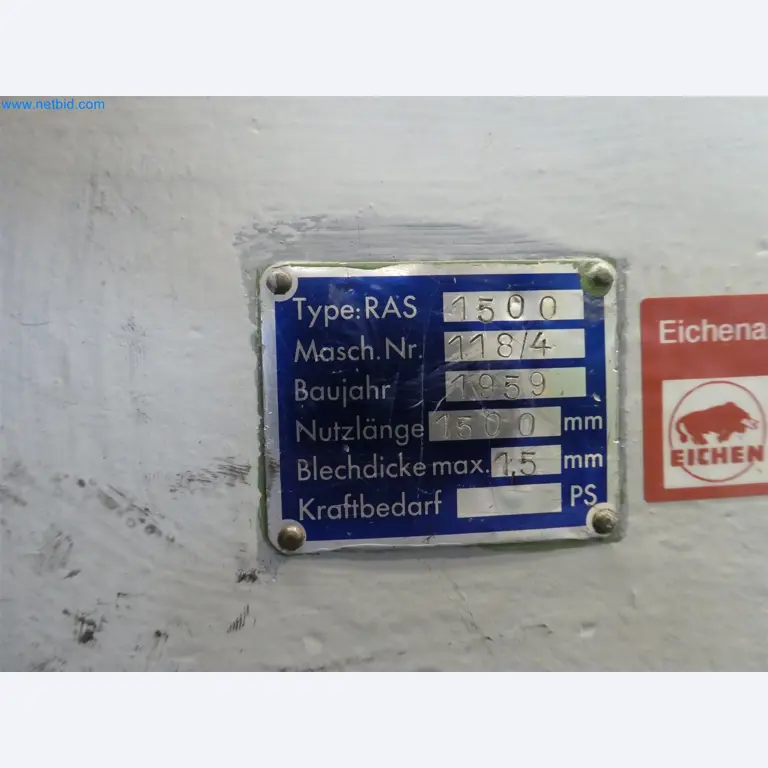 www.netbid.com
Type: RAS 1500
Masch. Nr. 118/4
Baujahr 1959
Nutzlänge 1500 mm
Blechdicke max. 1,5 mm
Kraftbedarf PS
Eichena
EICHEN